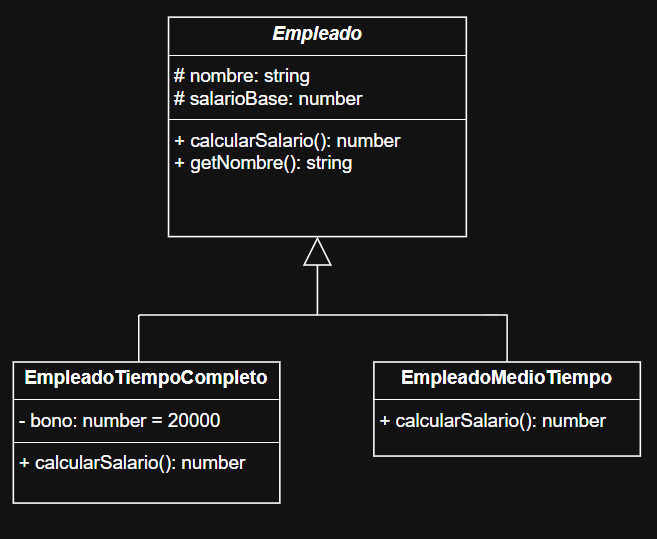 Empleado
# nombre: string
# salarioBase: number
+ calcularSalario(): number
+ getNombre(): string
EmpleadoTiempoCompleto
- bono: number = 20000
+ calcularSalario(): number
EmpleadoMedioTiempo
+ calcularSalario(): number